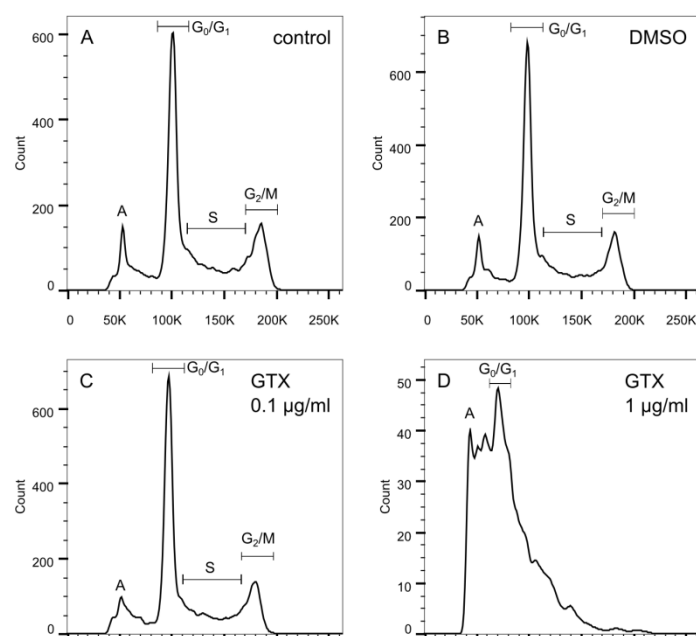 A
G₀/G₁
control
600
400
200
0
Count
A
S
G₂/M
0 50K 100K 150K 200K 250K
B
G₀/G₁
DMSO
600
400
200
0
Count
A
S
G₂/M
0 50K 100K 150K 200K 250K
C
G₀/G₁
GTX
0.1 µg/ml
600
400
200
0
Count
A
S
G₂/M
D
G₀/G₁
GTX
1 µg/ml
50
40
30
20
10
0
Count
A